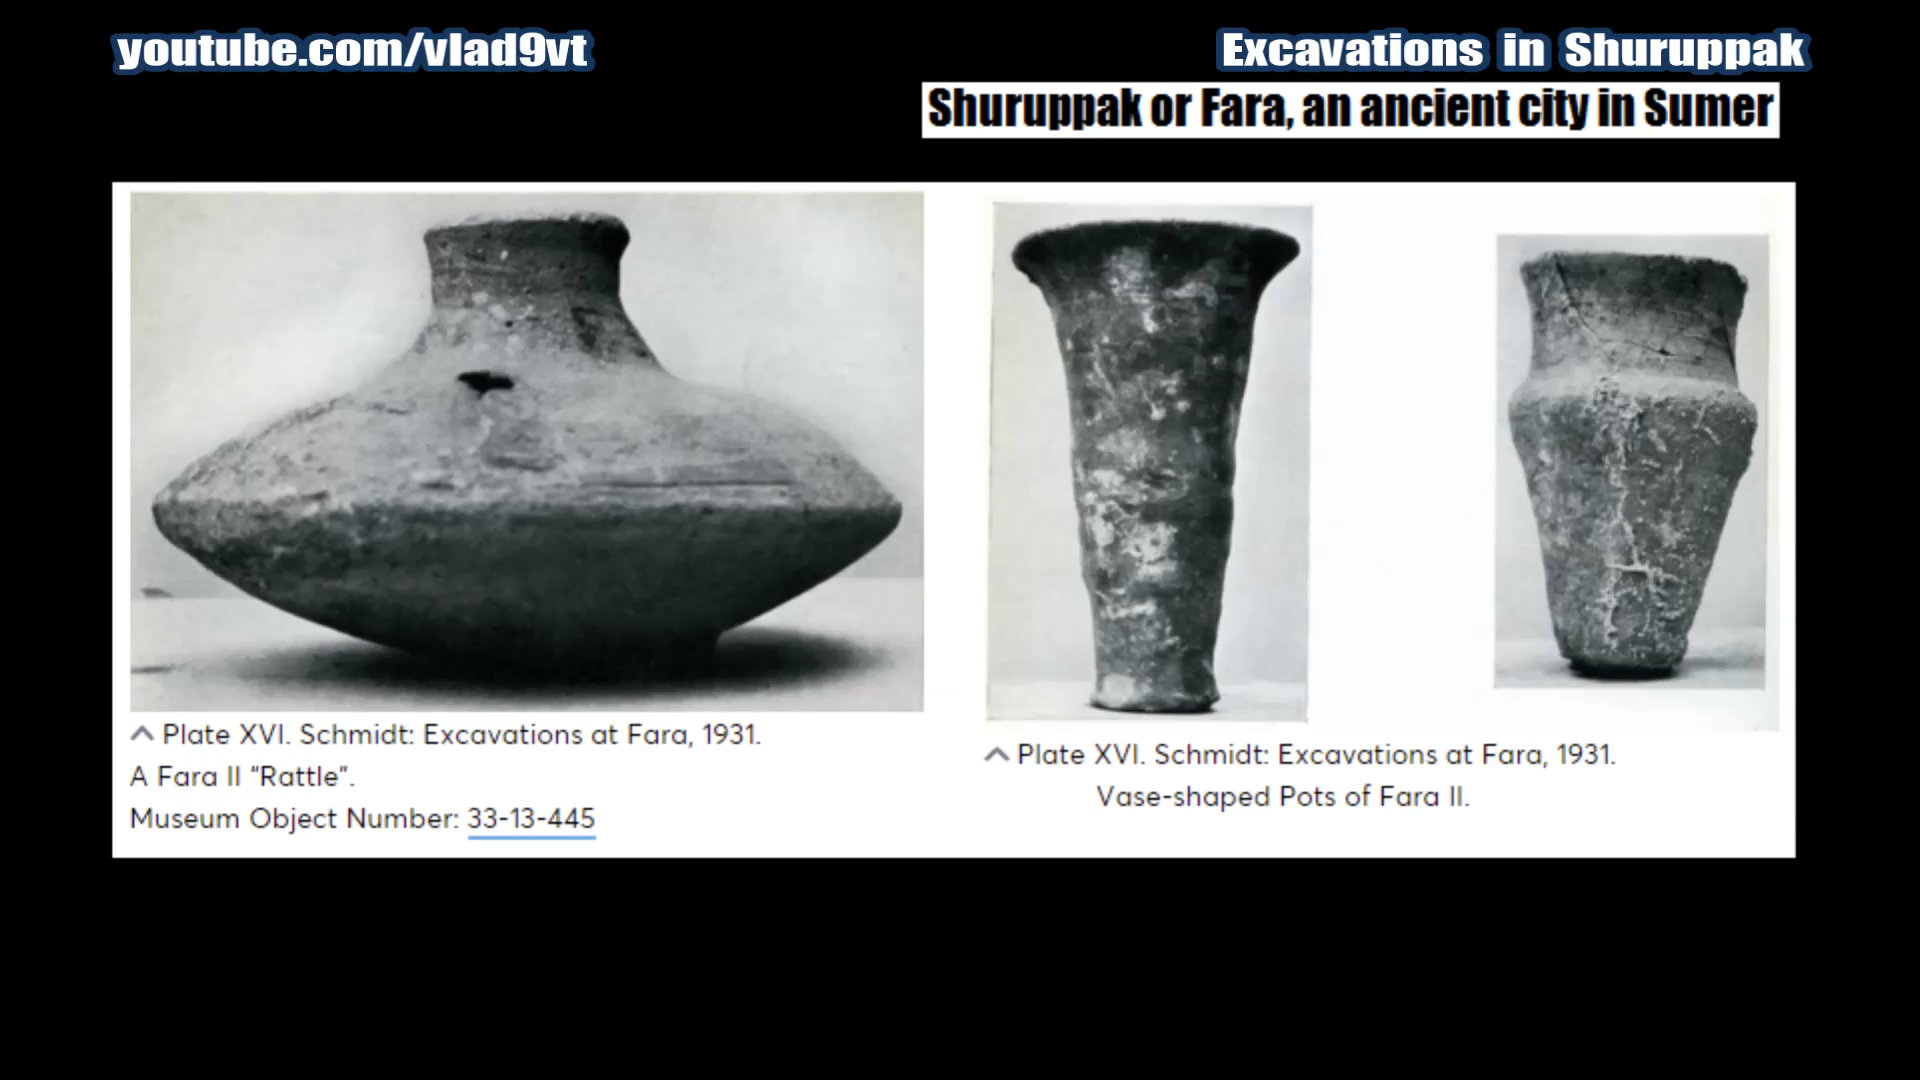 youtube.com/vlad9vt
Excavations in Shuruppak
Shuruppak or Fara, an ancient city in Sumer
Plate XVI. Schmidt: Excavations at Fara, 1931.
A Fara II "Rattle".
Museum Object Number: 33-13-445
Plate XVI. Schmidt: Excavations at Fara, 1931.
Vase-shaped Pots of Fara II.